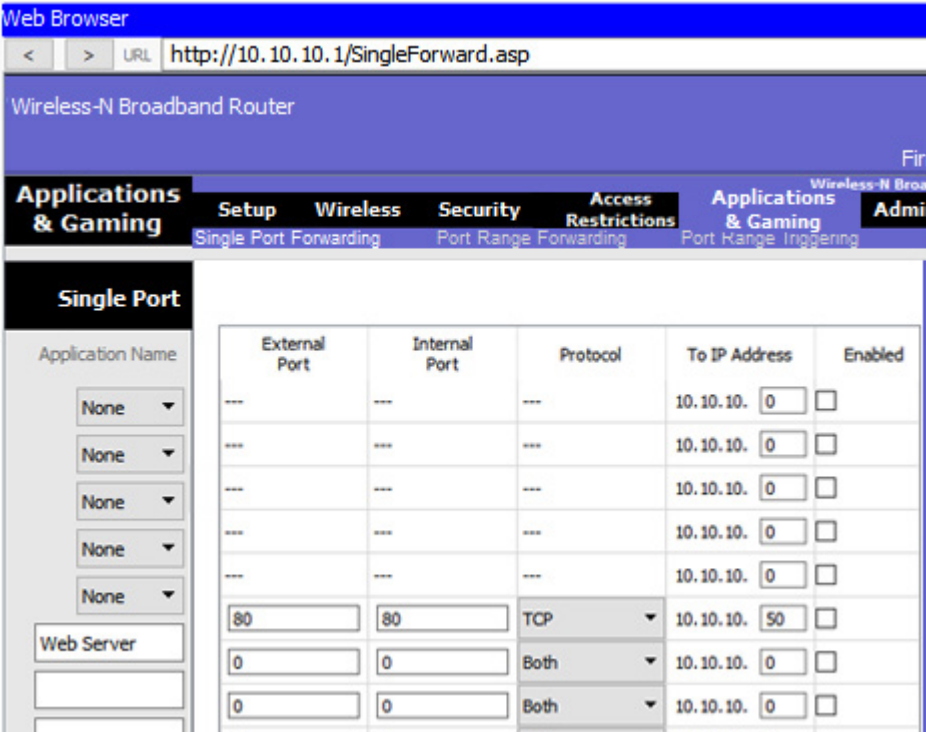 Web Browser
< > URL http://10.10.10.1/SingleForward.asp
Wireless-N Broadband Router
Wireless-N
Applications & Gaming
Setup Wireless Security Access Restrictions Applications & Gaming
Single Port Forwarding Port Range Forwarding Port Range Triggering
Single Port
Application Name External Port Internal Port Protocol To IP Address Enabled
None --- --- --- 10.10.10. 0
None --- --- --- 10.10.10. 0
None --- --- --- 10.10.10. 0
None --- --- --- 10.10.10. 0
None --- --- --- 10.10.10. 0
Web Server 80 80 TCP 10.10.10. 50
0 0 Both 10.10.10. 0
0 0 Both 10.10.10. 0